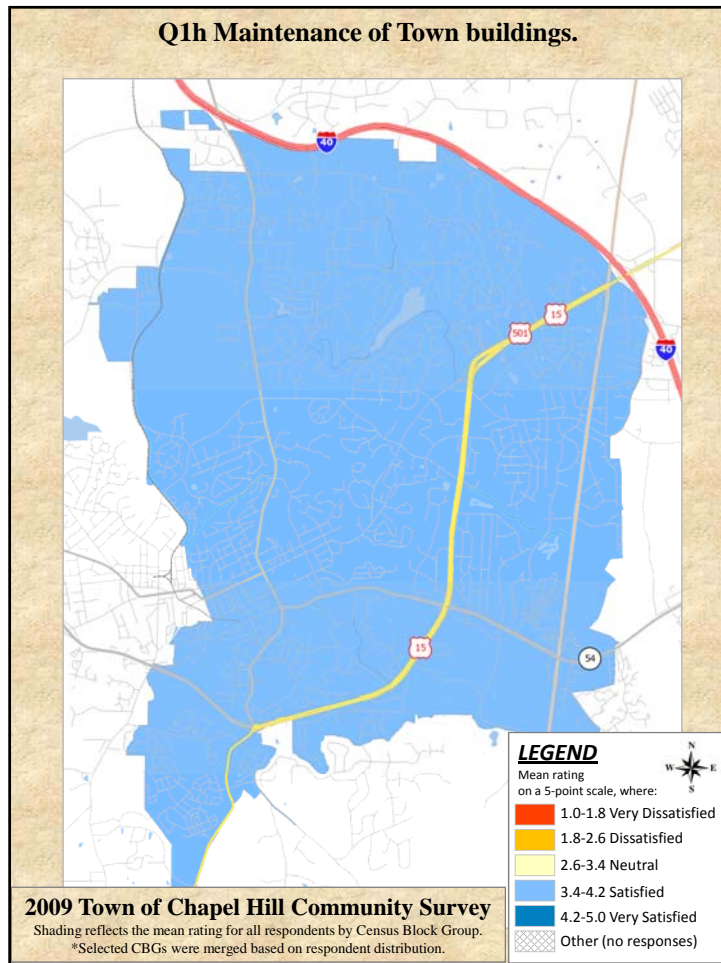 Q1h Maintenance of Town buildings.
40
15
501
40
15
54
LEGEND
Mean rating
on a 5-point scale, where:
N
W E
S
1.0-1.8 Very Dissatisfied
1.8-2.6 Dissatisfied
2.6-3.4 Neutral
3.4-4.2 Satisfied
4.2-5.0 Very Satisfied
Other (no responses)
2009 Town of Chapel Hill Community Survey
Shading reflects the mean rating for all respondents by Census Block Group.
*Selected CBGs were merged based on respondent distribution.